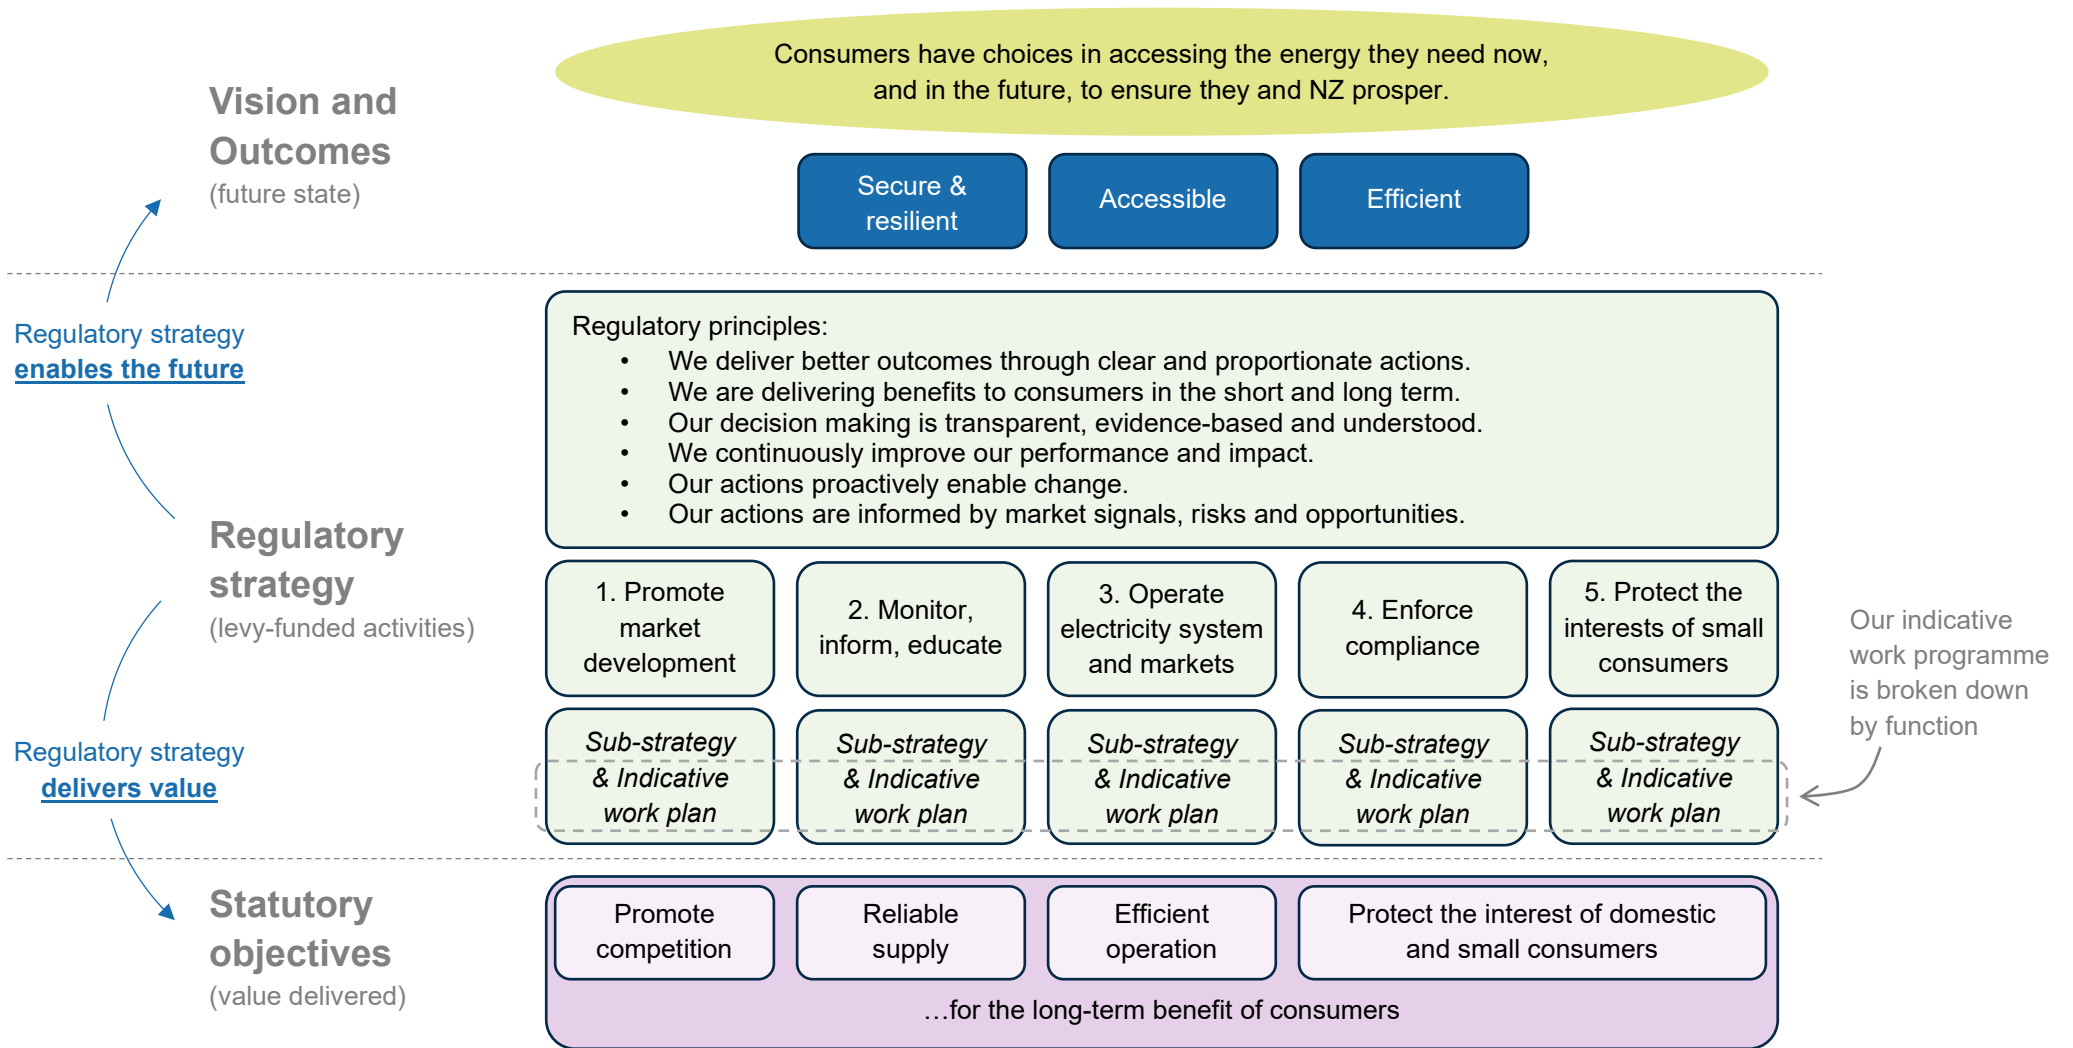 Consumers have choices in accessing the energy they need now,
and in the future, to ensure they and NZ prosper.
Vision and
Outcomes
(future state)
Secure &
resilient
Accessible
Efficient
Regulatory strategy
enables the future
Regulatory principles:
• We deliver better outcomes through clear and proportionate actions.
• We are delivering benefits to consumers in the short and long term.
• Our decision making is transparent, evidence-based and understood.
• We continuously improve our performance and impact.
• Our actions proactively enable change.
• Our actions are informed by market signals, risks and opportunities.
Regulatory
strategy
(levy-funded activities)
1. Promote
market
development
2. Monitor,
inform, educate
3. Operate
electricity system
and markets
4. Enforce
compliance
5. Protect the
interests of small
consumers
Our indicative
work programme
is broken down
by function
Regulatory strategy
delivers value
Sub-strategy
& Indicative
work plan
Sub-strategy
& Indicative
work plan
Sub-strategy
& Indicative
work plan
Sub-strategy
& Indicative
work plan
Sub-strategy
& Indicative
work plan
Statutory
objectives
(value delivered)
Promote
competition
Reliable
supply
Efficient
operation
Protect the interest of domestic
and small consumers
…for the long-term benefit of consumers